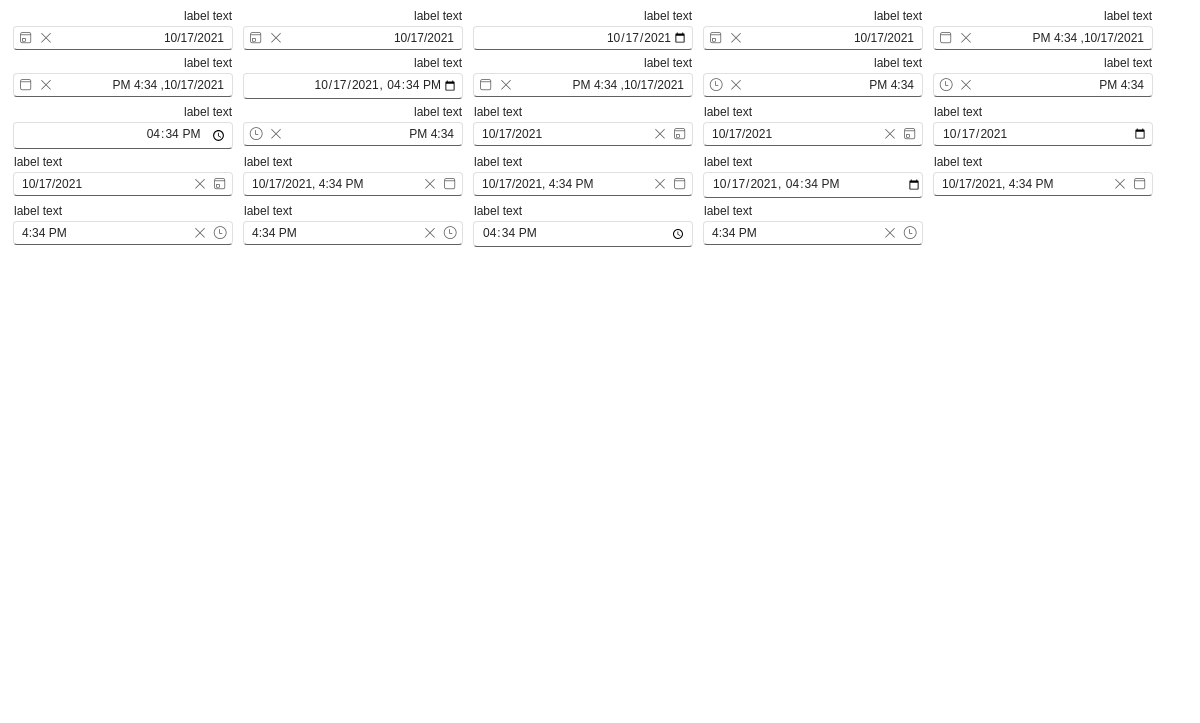 label text label text label text label text label text
10/17/2021 10/17/2021 10/17/2021 10/17/2021 PM 4:34 ,10/17/2021
label text label text label text label text label text
PM 4:34 ,10/17/2021 10/17/2021, 04:34 PM PM 4:34 ,10/17/2021 PM 4:34 PM 4:34
label text label text label text label text label text
04:34 PM PM 4:34 10/17/2021 10/17/2021 10/17/2021
label text label text label text label text label text
10/17/2021 10/17/2021, 4:34 PM 10/17/2021, 4:34 PM 10/17/2021, 04:34 PM 10/17/2021, 4:34 PM
label text label text label text label text
4:34 PM 4:34 PM 04:34 PM 4:34 PM